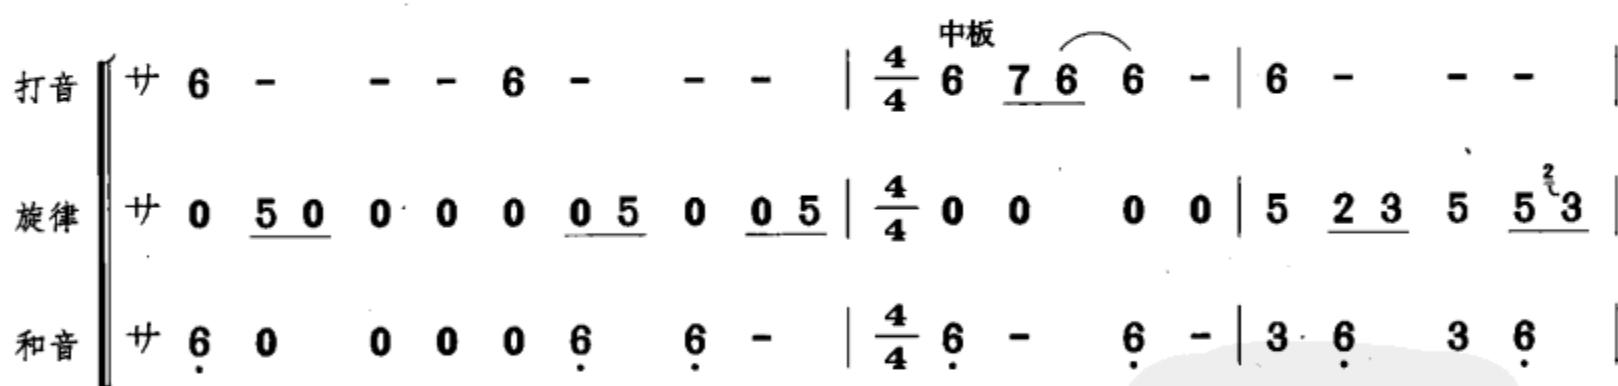 中板
打音 サ 6 - - - 6 - - - | 4/4 6 7 6 6 - | 6 - - - |
旋律 サ 0 5 0 0 0 0 0 5 0 0 5 | 4/4 0 0 0 0 | 5 2 3 5 5 2 3 |
和音 サ 6 0 0 0 0 6 6 - | 4/4 6 - 6 - | 3 6 3 6 |